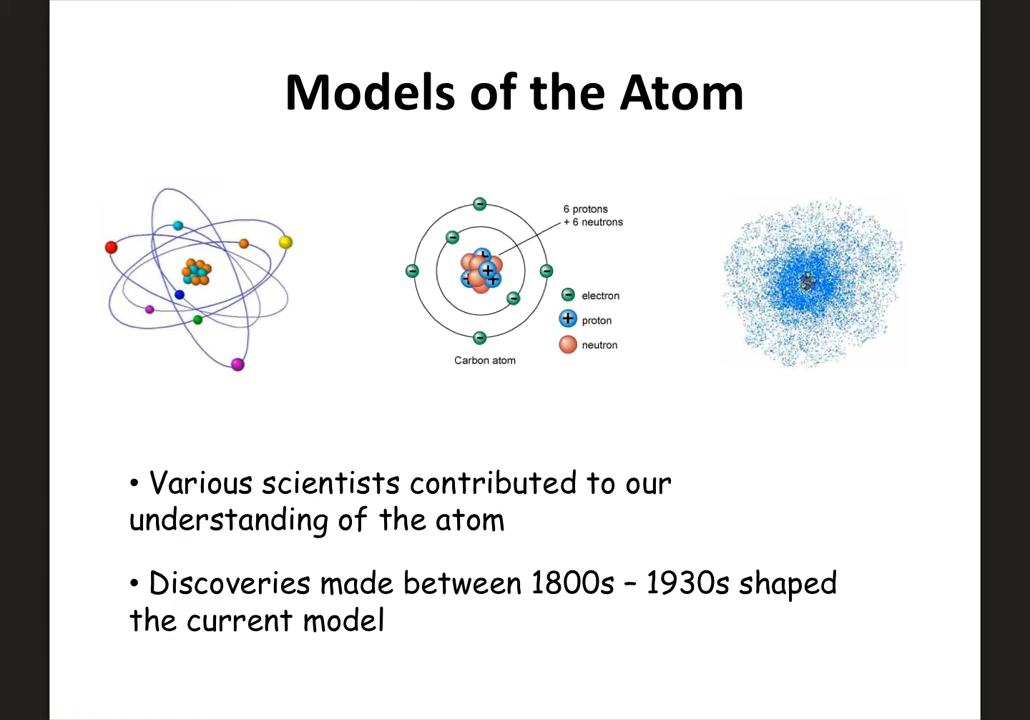 Models of the Atom
6 protons
+ 6 neutrons
- electron
+ proton
neutron
Carbon atom
• Various scientists contributed to our
understanding of the atom
• Discoveries made between 1800s – 1930s shaped
the current model